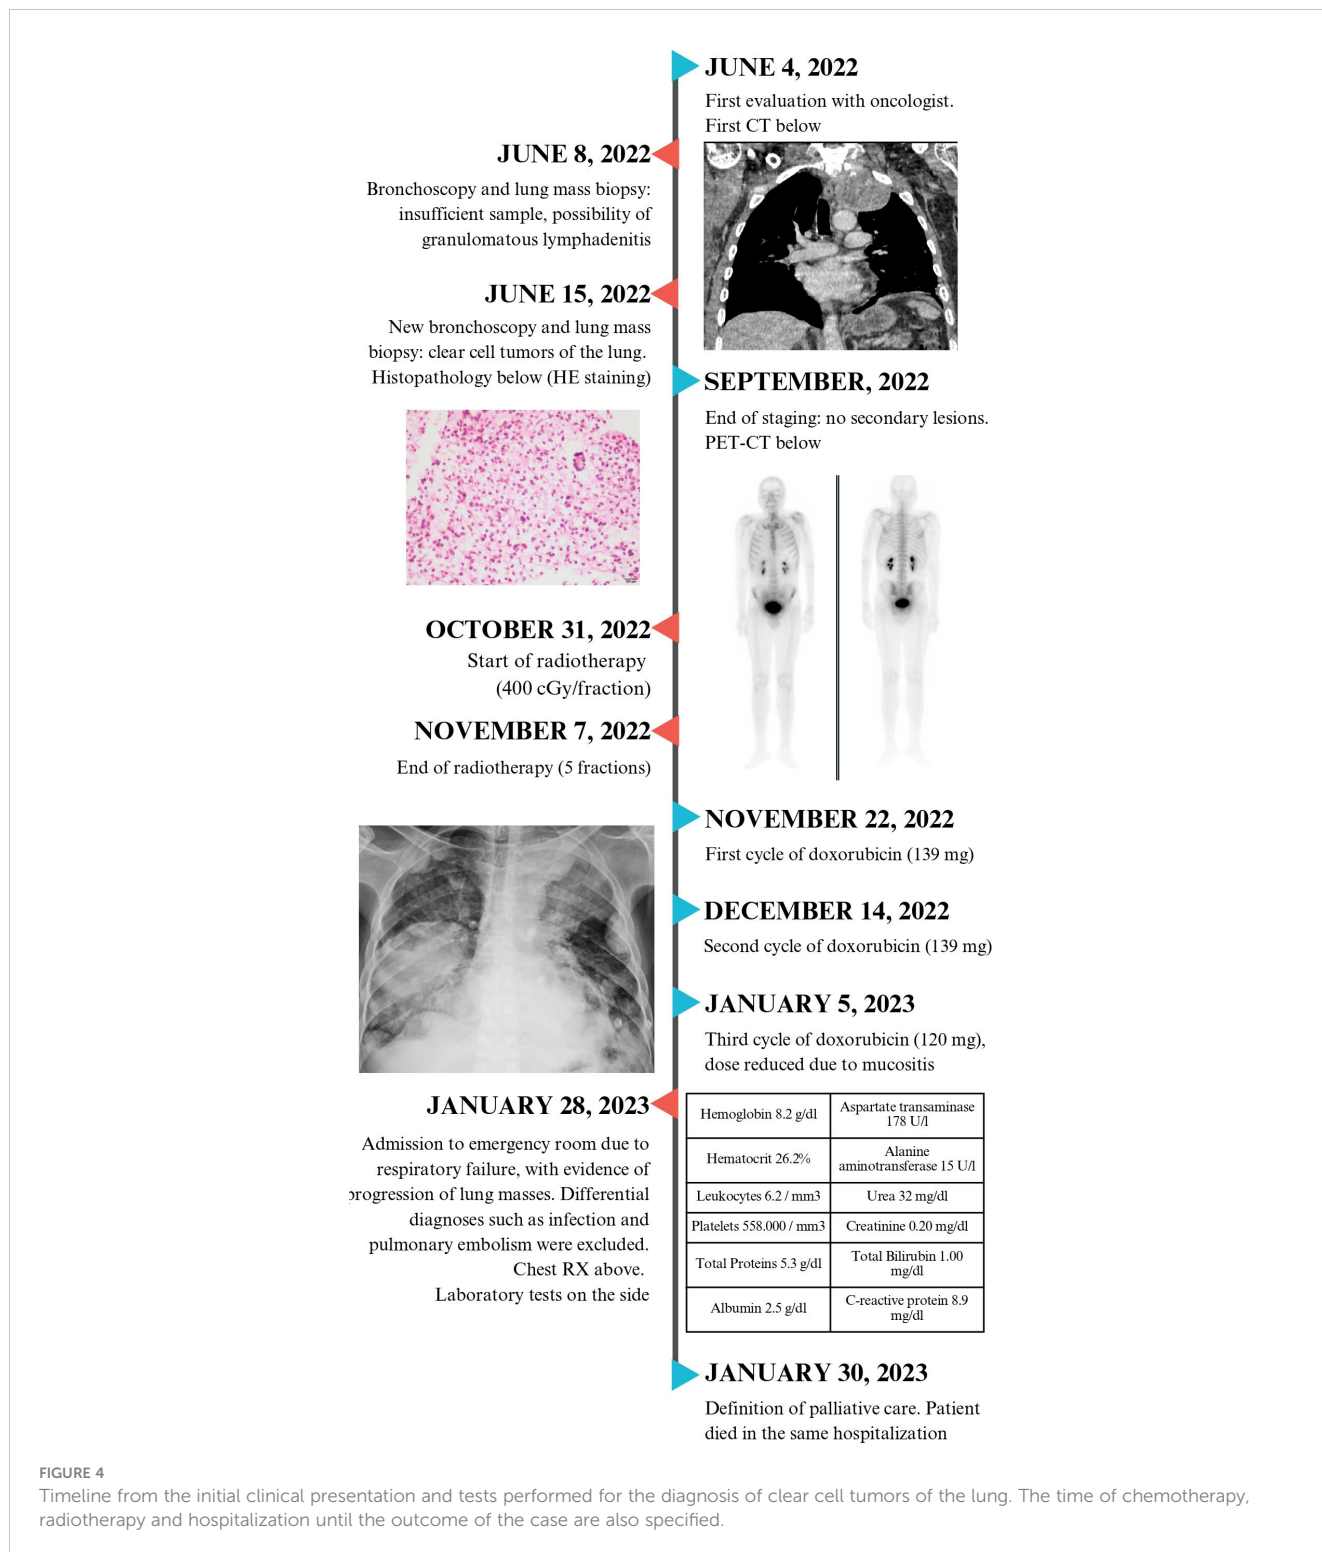 JUNE 4, 2022
First evaluation with oncologist.
First CT below
JUNE 8, 2022
Bronchoscopy and lung mass biopsy:
insufficient sample, possibility of
granulomatous lymphadenitis
JUNE 15, 2022
New bronchoscopy and lung mass
biopsy: clear cell tumors of the lung.
Histopathology below (HE staining)
SEPTEMBER, 2022
End of staging: no secondary lesions.
PET-CT below
OCTOBER 31, 2022
Start of radiotherapy
(400 cGy/fraction)
NOVEMBER 7, 2022
End of radiotherapy (5 fractions)
NOVEMBER 22, 2022
First cycle of doxorubicin (139 mg)
DECEMBER 14, 2022
Second cycle of doxorubicin (139 mg)
JANUARY 5, 2023
Third cycle of doxorubicin (120 mg),
dose reduced due to mucositis
JANUARY 28, 2023
Admission to emergency room due to
respiratory failure, with evidence of
progression of lung masses. Differential
diagnoses such as infection and
pulmonary embolism were excluded.
Chest RX above.
Laboratory tests on the side
Hemoglobin 8.2 g/dl
Aspartate transaminase
178 U/l
Hematocrit 26.2%
Alanine
aminotransferase 15 U/l
Leukocytes 6.2 / mm3
Urea 32 mg/dl
Platelets 558.000 / mm3
Creatinine 0.20 mg/dl
Total Proteins 5.3 g/dl
Total Bilirubin 1.00
mg/dl
Albumin 2.5 g/dl
C-reactive protein 8.9
mg/dl
JANUARY 30, 2023
Definition of palliative care. Patient
died in the same hospitalization
FIGURE 4
Timeline from the initial clinical presentation and tests performed for the diagnosis of clear cell tumors of the lung. The time of chemotherapy,
radiotherapy and hospitalization until the outcome of the case are also specified.